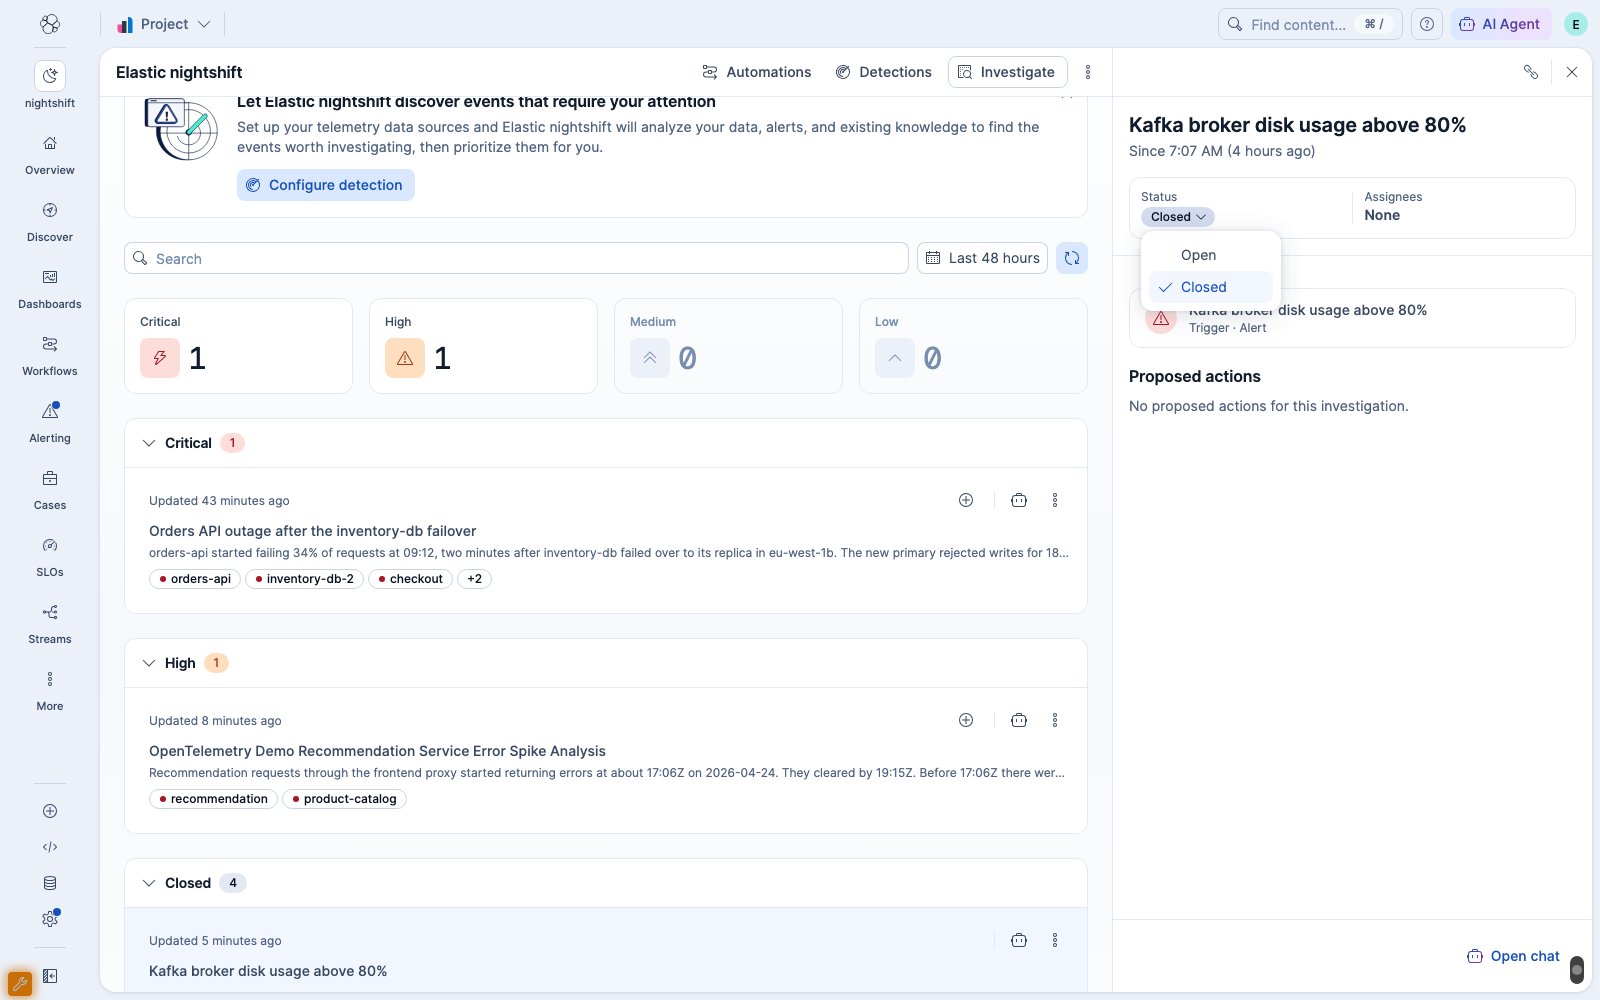 Project
Find content...
⌘ /
AI Agent
E
nightshift
Overview
Discover
Dashboards
Workflows
Alerting
Cases
SLOs
Streams
More
Elastic nightshift
Automations
Detections
Investigate
Let Elastic nightshift discover events that require your attention
Set up your telemetry data sources and Elastic nightshift will analyze your data, alerts, and existing knowledge to find the
events worth investigating, then prioritize them for you.
Configure detection
Search
Last 48 hours
Critical
1
High
1
Medium
0
Low
0
Critical 1
Updated 43 minutes ago
Orders API outage after the inventory-db failover
orders-api started failing 34% of requests at 09:12, two minutes after inventory-db failed over to its replica in eu-west-1b. The new primary rejected writes for 18...
orders-api
inventory-db-2
checkout
+2
High 1
Updated 8 minutes ago
OpenTelemetry Demo Recommendation Service Error Spike Analysis
Recommendation requests through the frontend proxy started returning errors at about 17:06Z on 2026-04-24. They cleared by 19:15Z. Before 17:06Z there wer...
recommendation
product-catalog
Closed 4
Updated 5 minutes ago
Kafka broker disk usage above 80%
Kafka broker disk usage above 80%
Since 7:07 AM (4 hours ago)
Status
Closed
Assignees
None
Open
Closed
Kafka broker disk usage above 80%
Trigger · Alert
Proposed actions
No proposed actions for this investigation.
Open chat